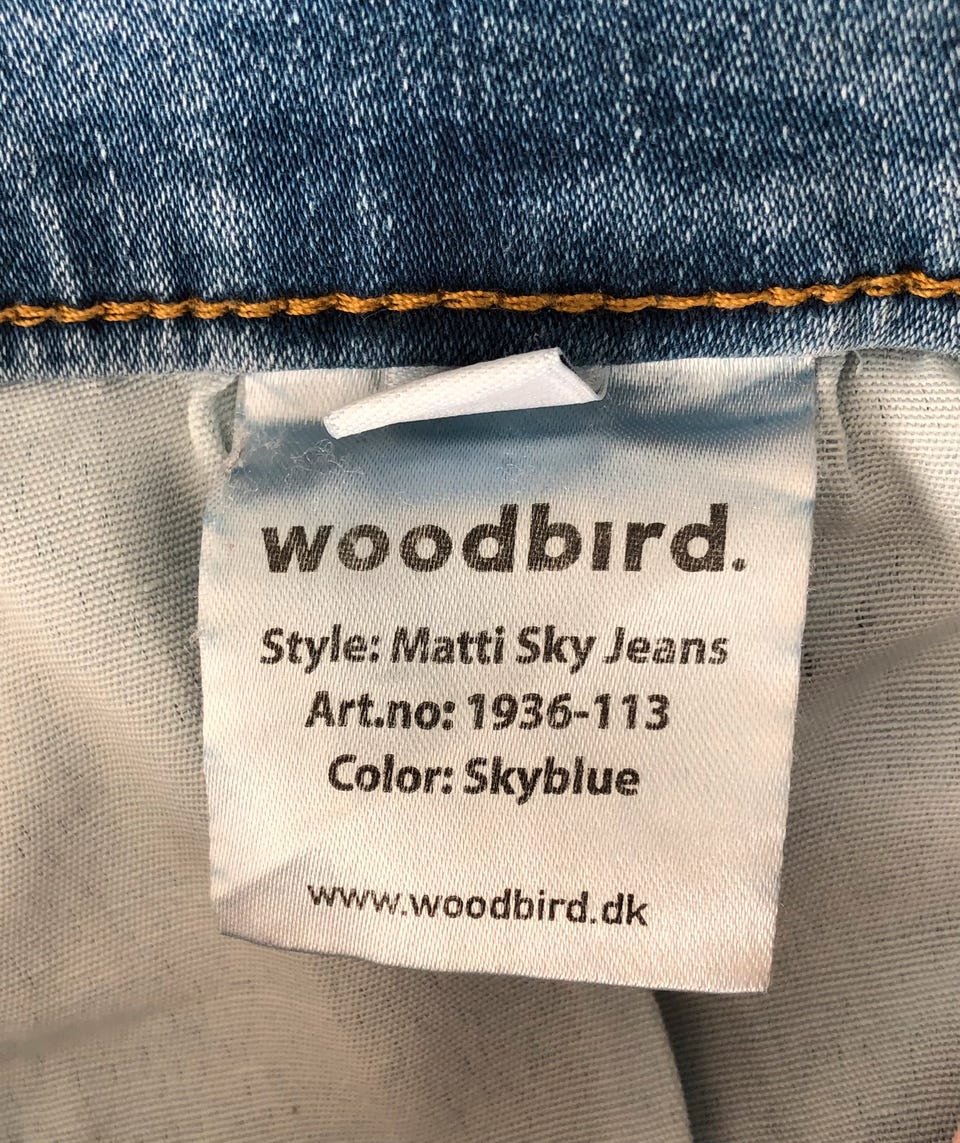 woodbird.
Style: Matti Sky Jeans
Art.no: 1936-113
Color: Skyblue
www.woodbird.dk